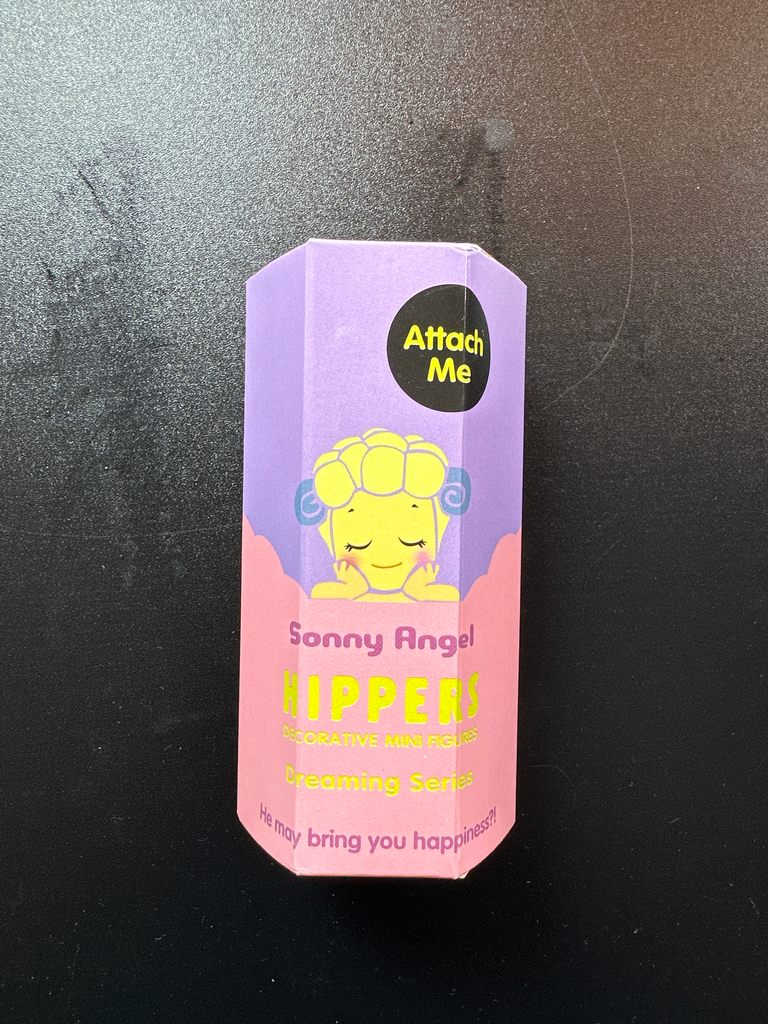 Attach
Me
Sonny Angel
HIPPERS
DECORATIVE MINI FIGURES
Dreaming Series
He may bring you happiness?!